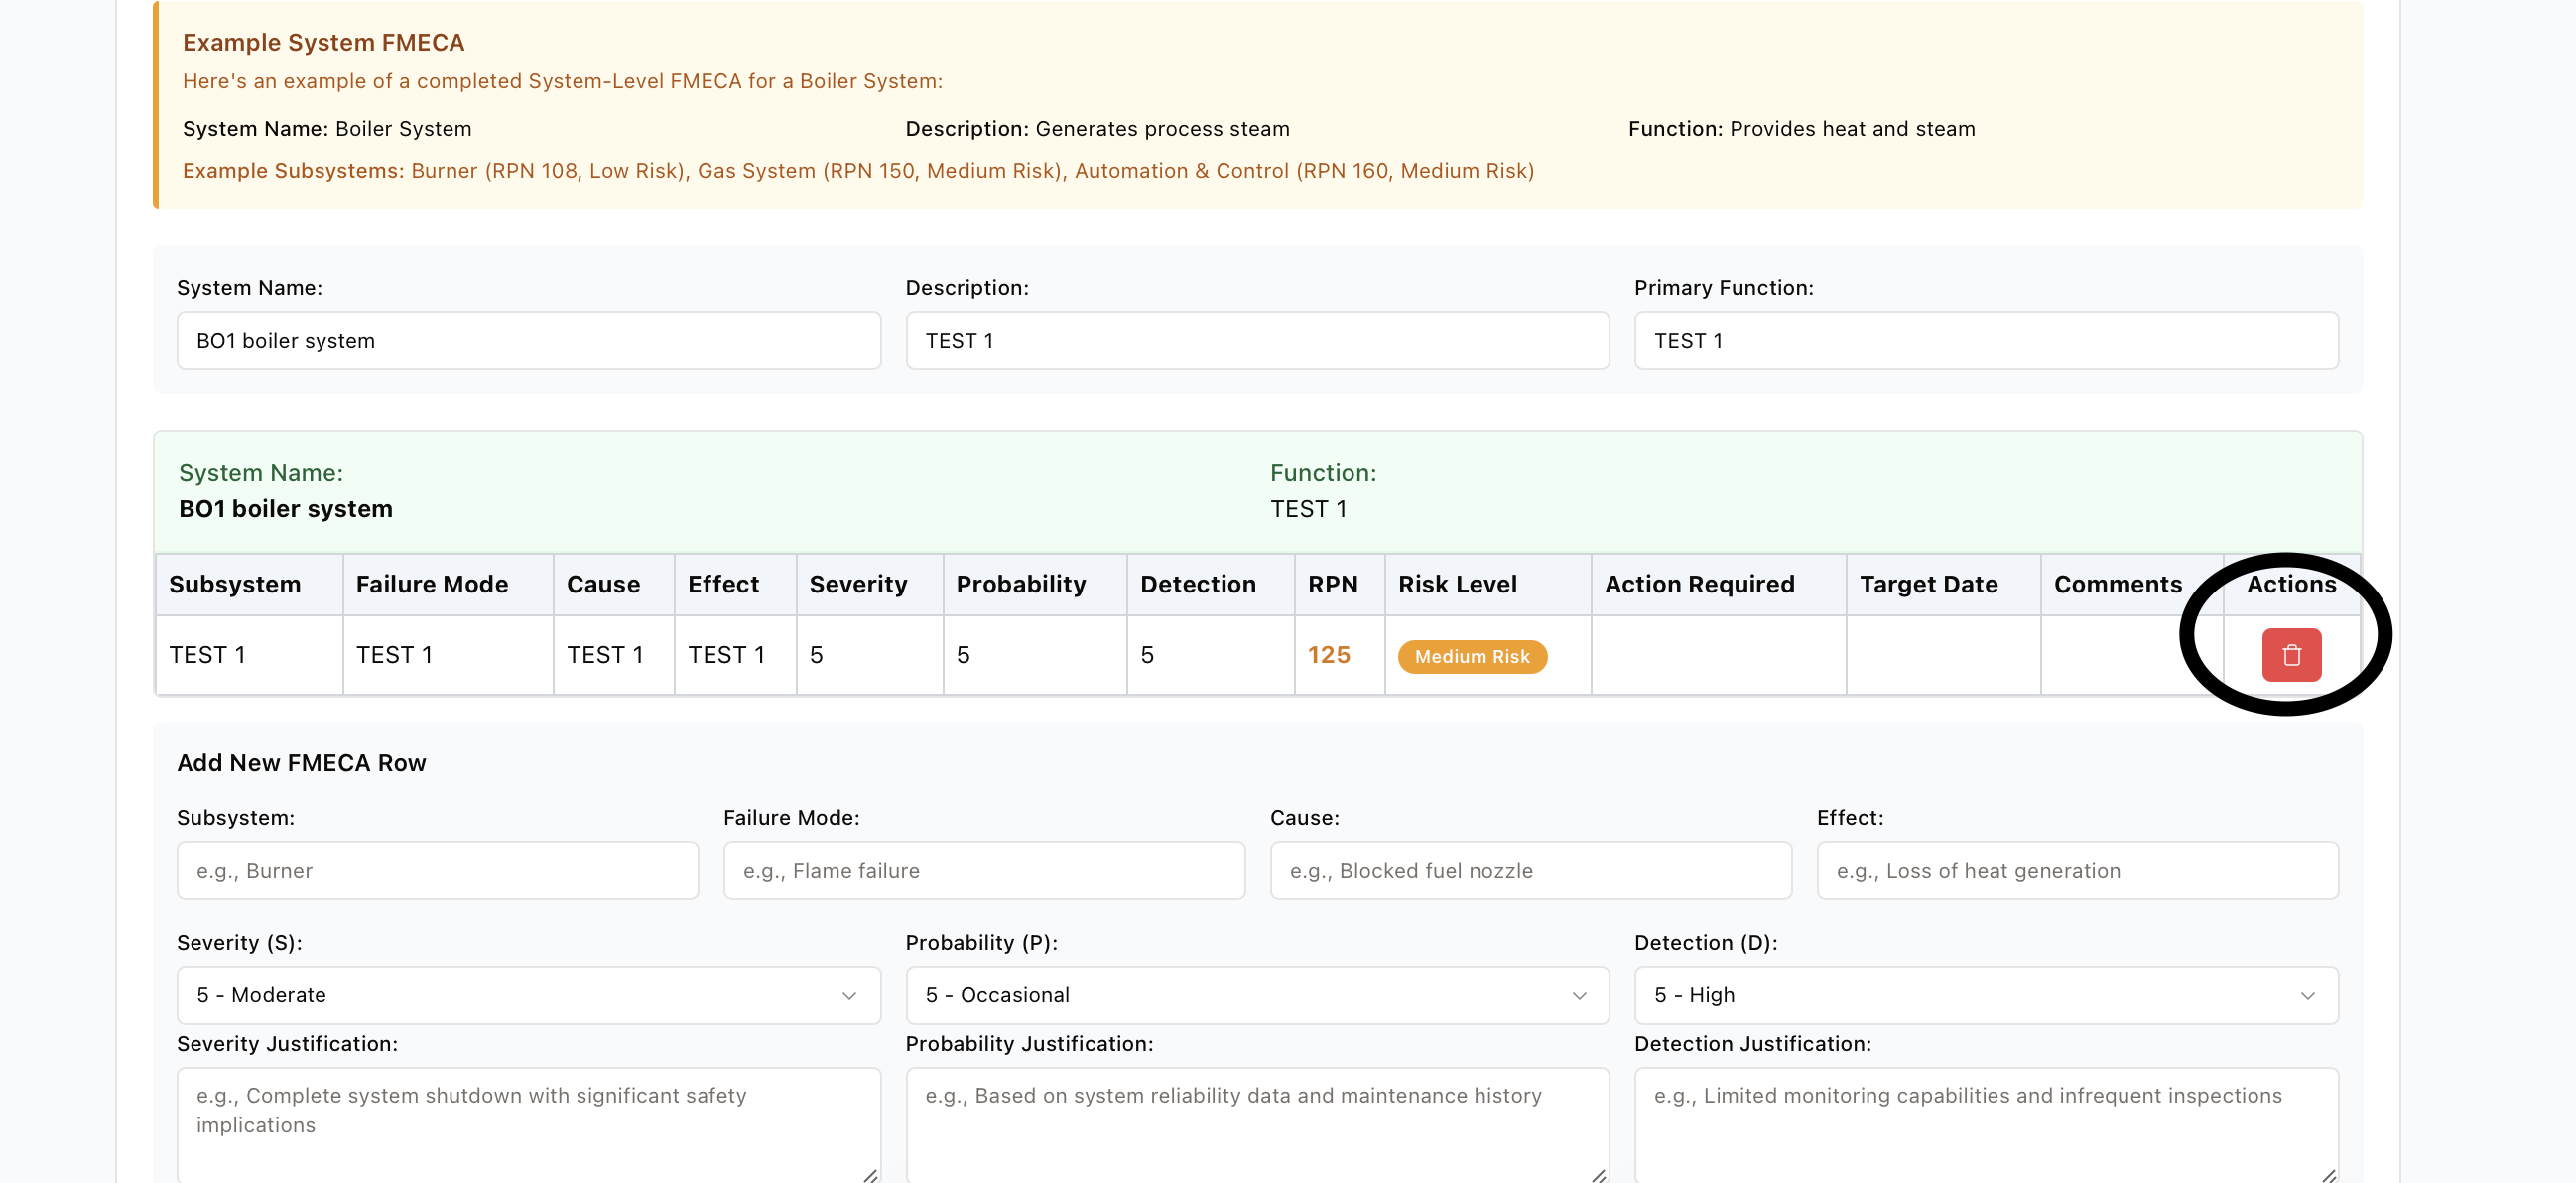 Example System FMECA
Here's an example of a completed System-Level FMECA for a Boiler System:
System Name: Boiler System Description: Generates process steam Function: Provides heat and steam
Example Subsystems: Burner (RPN 108, Low Risk), Gas System (RPN 150, Medium Risk), Automation & Control (RPN 160, Medium Risk)
System Name: Description: Primary Function:
BO1 boiler system TEST 1 TEST 1
System Name: Function:
BO1 boiler system TEST 1
Subsystem Failure Mode Cause Effect Severity Probability Detection RPN Risk Level Action Required Target Date Comments Actions
TEST 1 TEST 1 TEST 1 TEST 1 5 5 5 125 Medium Risk
Add New FMECA Row
Subsystem: Failure Mode: Cause: Effect:
e.g., Burner e.g., Flame failure e.g., Blocked fuel nozzle e.g., Loss of heat generation
Severity (S): Probability (P): Detection (D):
5 - Moderate 5 - Occasional 5 - High
Severity Justification: Probability Justification: Detection Justification:
e.g., Complete system shutdown with significant safety implications e.g., Based on system reliability data and maintenance history e.g., Limited monitoring capabilities and infrequent inspections